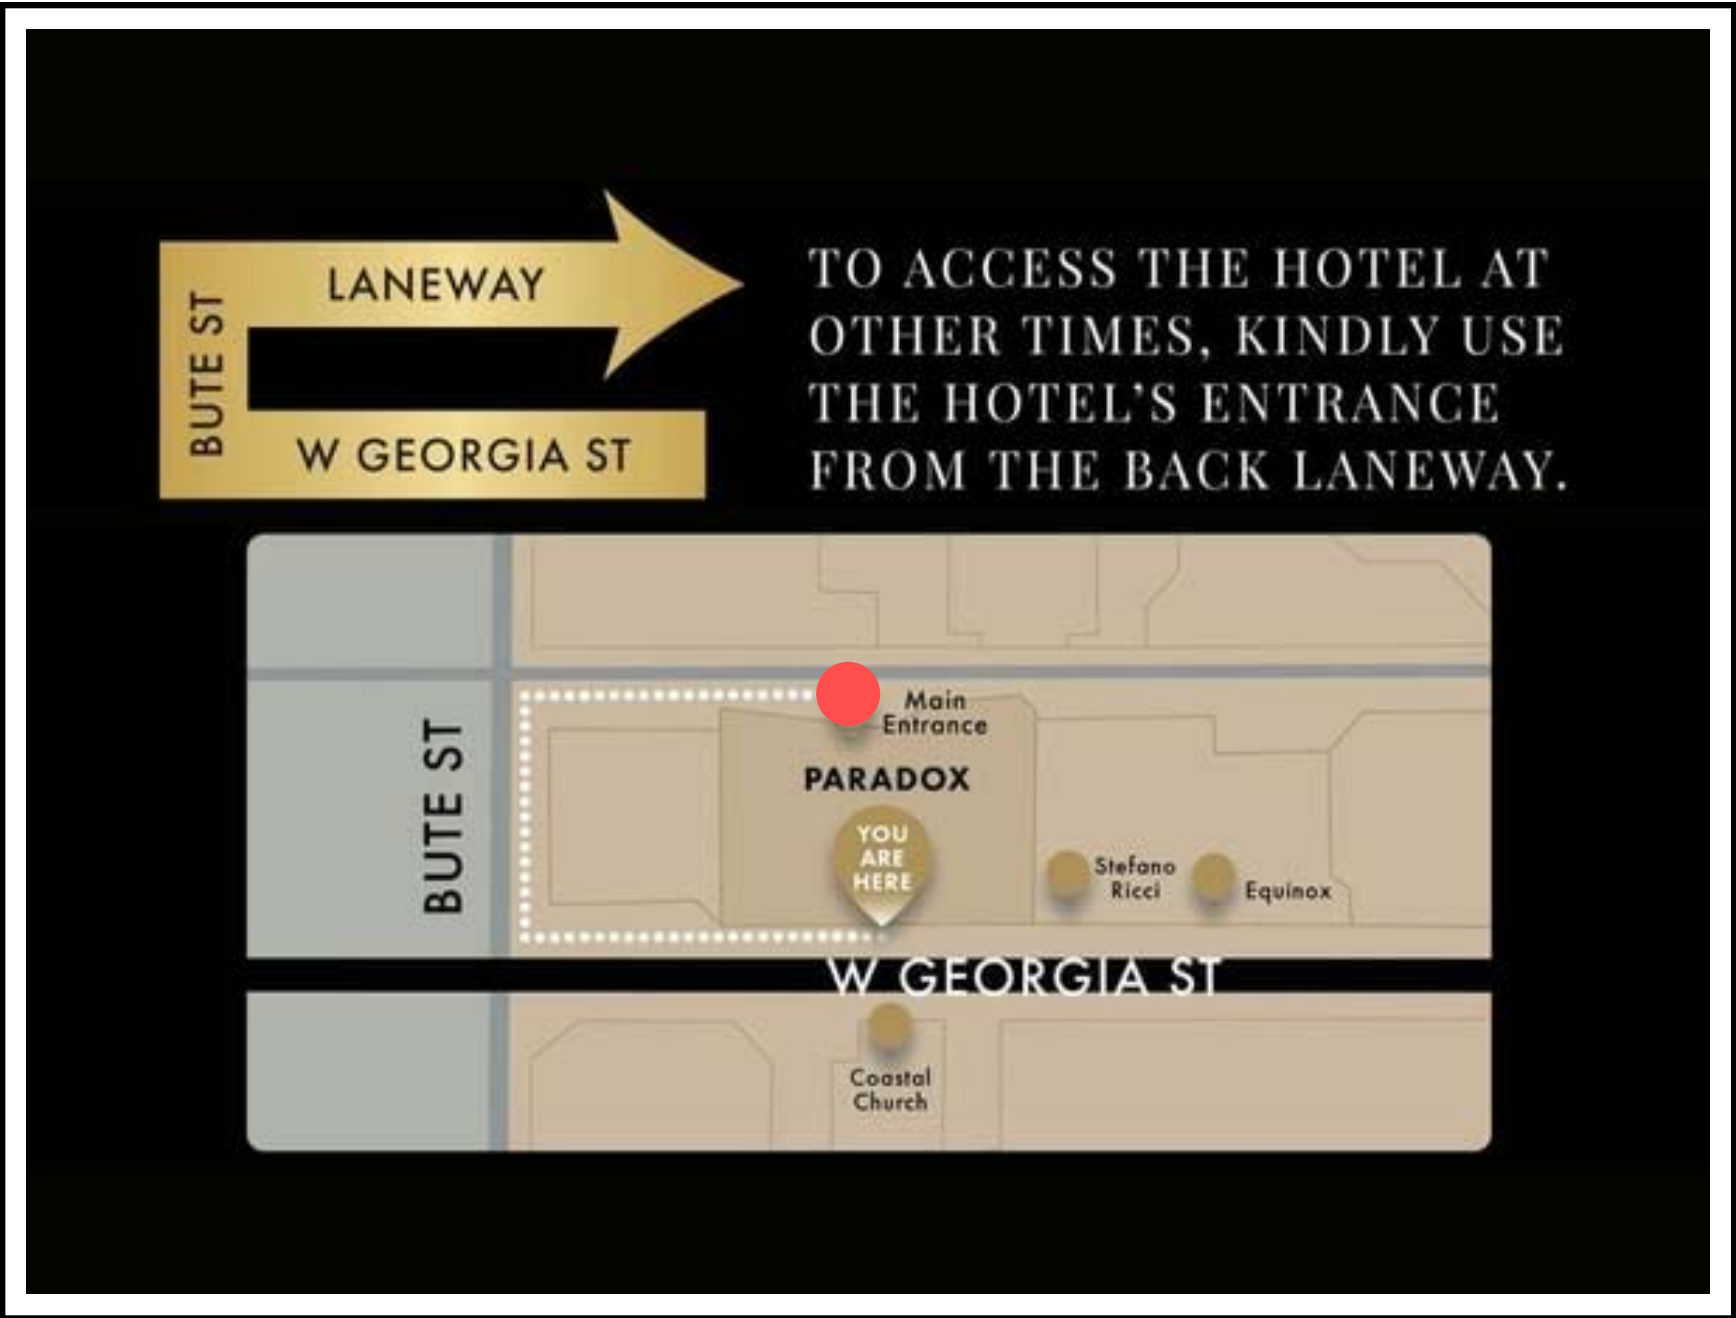 LANEWAY
BUTE ST
W GEORGIA ST
TO ACCESS THE HOTEL AT
OTHER TIMES, KINDLY USE
THE HOTEL’S ENTRANCE
FROM THE BACK LANEWAY.
Main
Entrance
PARADOX
BUTE ST
YOU
ARE
HERE
Stefano
Ricci
Equinox
W GEORGIA ST
Coastal
Church